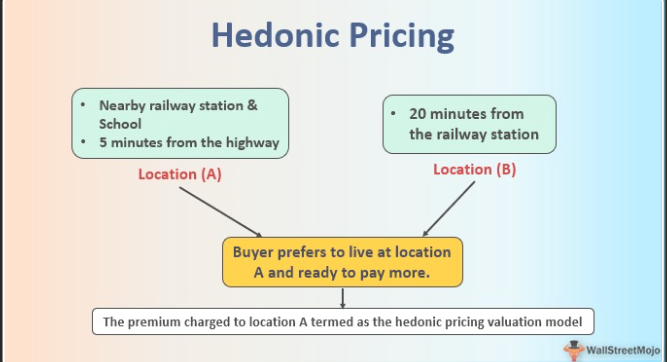 Hedonic Pricing
• Nearby railway station &
School
• 5 minutes from the highway
Location (A)
• 20 minutes from
the railway station
Location (B)
Buyer prefers to live at location
A and ready to pay more.
The premium charged to location A termed as the hedonic pricing valuation model
WallStreetMojo